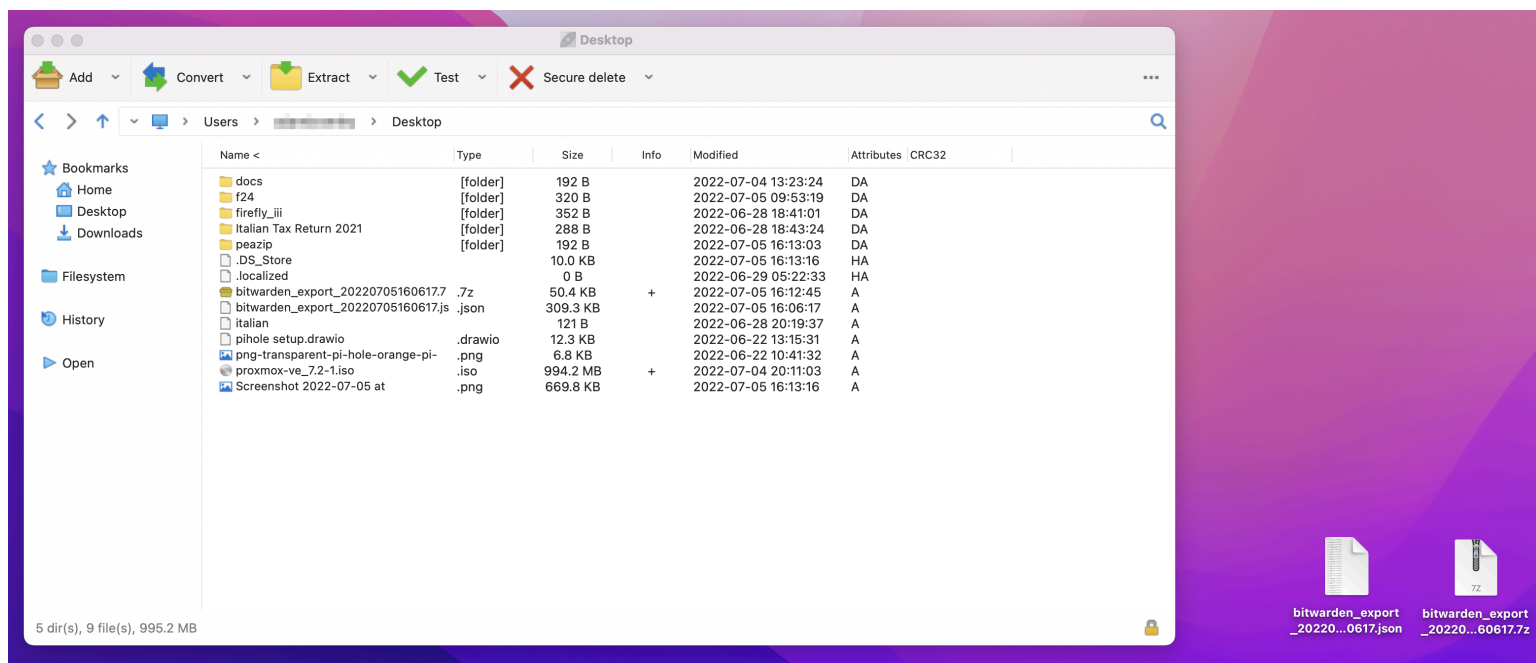 Desktop
Add Convert Extract Test Secure delete
Users > > Desktop
Bookmarks
Home
Desktop
Downloads
Filesystem
History
Open
Name < Type Size Info Modified Attributes CRC32
docs [folder] 192 B 2022-07-04 13:23:24 DA
f24 [folder] 320 B 2022-07-05 09:53:19 DA
firefly_iii [folder] 352 B 2022-06-28 18:41:01 DA
Italian Tax Return 2021 [folder] 288 B 2022-06-28 18:43:24 DA
peazip [folder] 192 B 2022-07-05 16:13:03 DA
.DS_Store 10.0 KB 2022-07-05 16:13:16 HA
.localized 0 B 2022-06-29 05:22:33 HA
bitwarden_export_20220705160617.7 .7z 50.4 KB + 2022-07-05 16:12:45 A
bitwarden_export_20220705160617.js .json 309.3 KB 2022-07-05 16:06:17 A
italian 121 B 2022-06-28 20:19:37 A
pihole setup.drawio .drawio 12.3 KB 2022-06-22 13:15:31 A
png-transparent-pi-hole-orange-pi- .png 6.8 KB 2022-06-22 10:41:32 A
proxmox-ve_7.2-1.iso .iso 994.2 MB + 2022-07-04 20:11:03 A
Screenshot 2022-07-05 at .png 669.8 KB 2022-07-05 16:13:16 A
5 dir(s), 9 file(s), 995.2 MB
bitwarden_export
_20220...0617.json
7Z
bitwarden_export
_20220...60617.7z